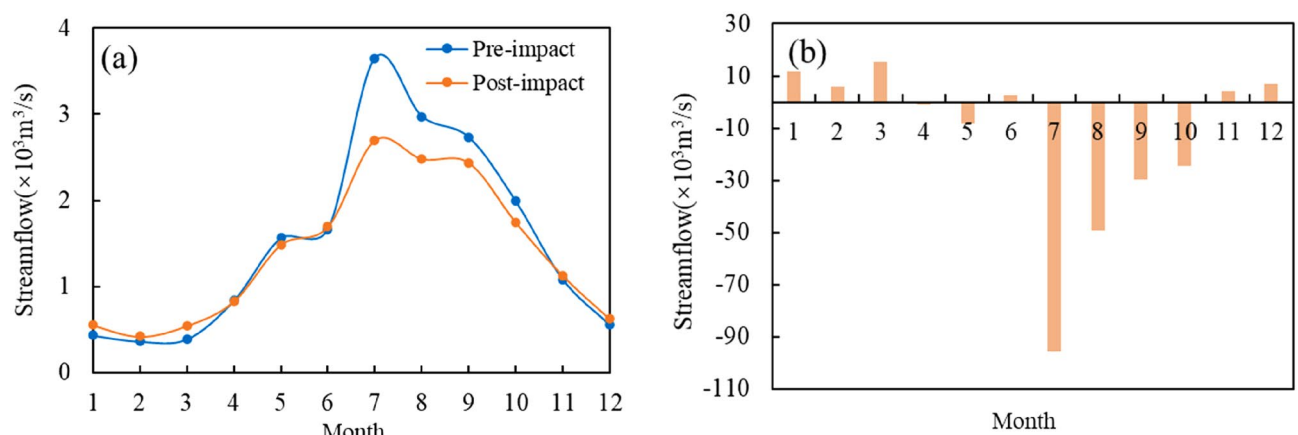 (a)
Pre-impact
Post-impact
Streamflow(×10³m³/s)
4
3
2
1
0
1 2 3 4 5 6 7 8 9 10 11 12
Month
(b)
Streamflow(×10³m³/s)
30
10
-10
-30
-50
-70
-90
-110
1 2 3 4 5 6 7 8 9 10 11 12
Month